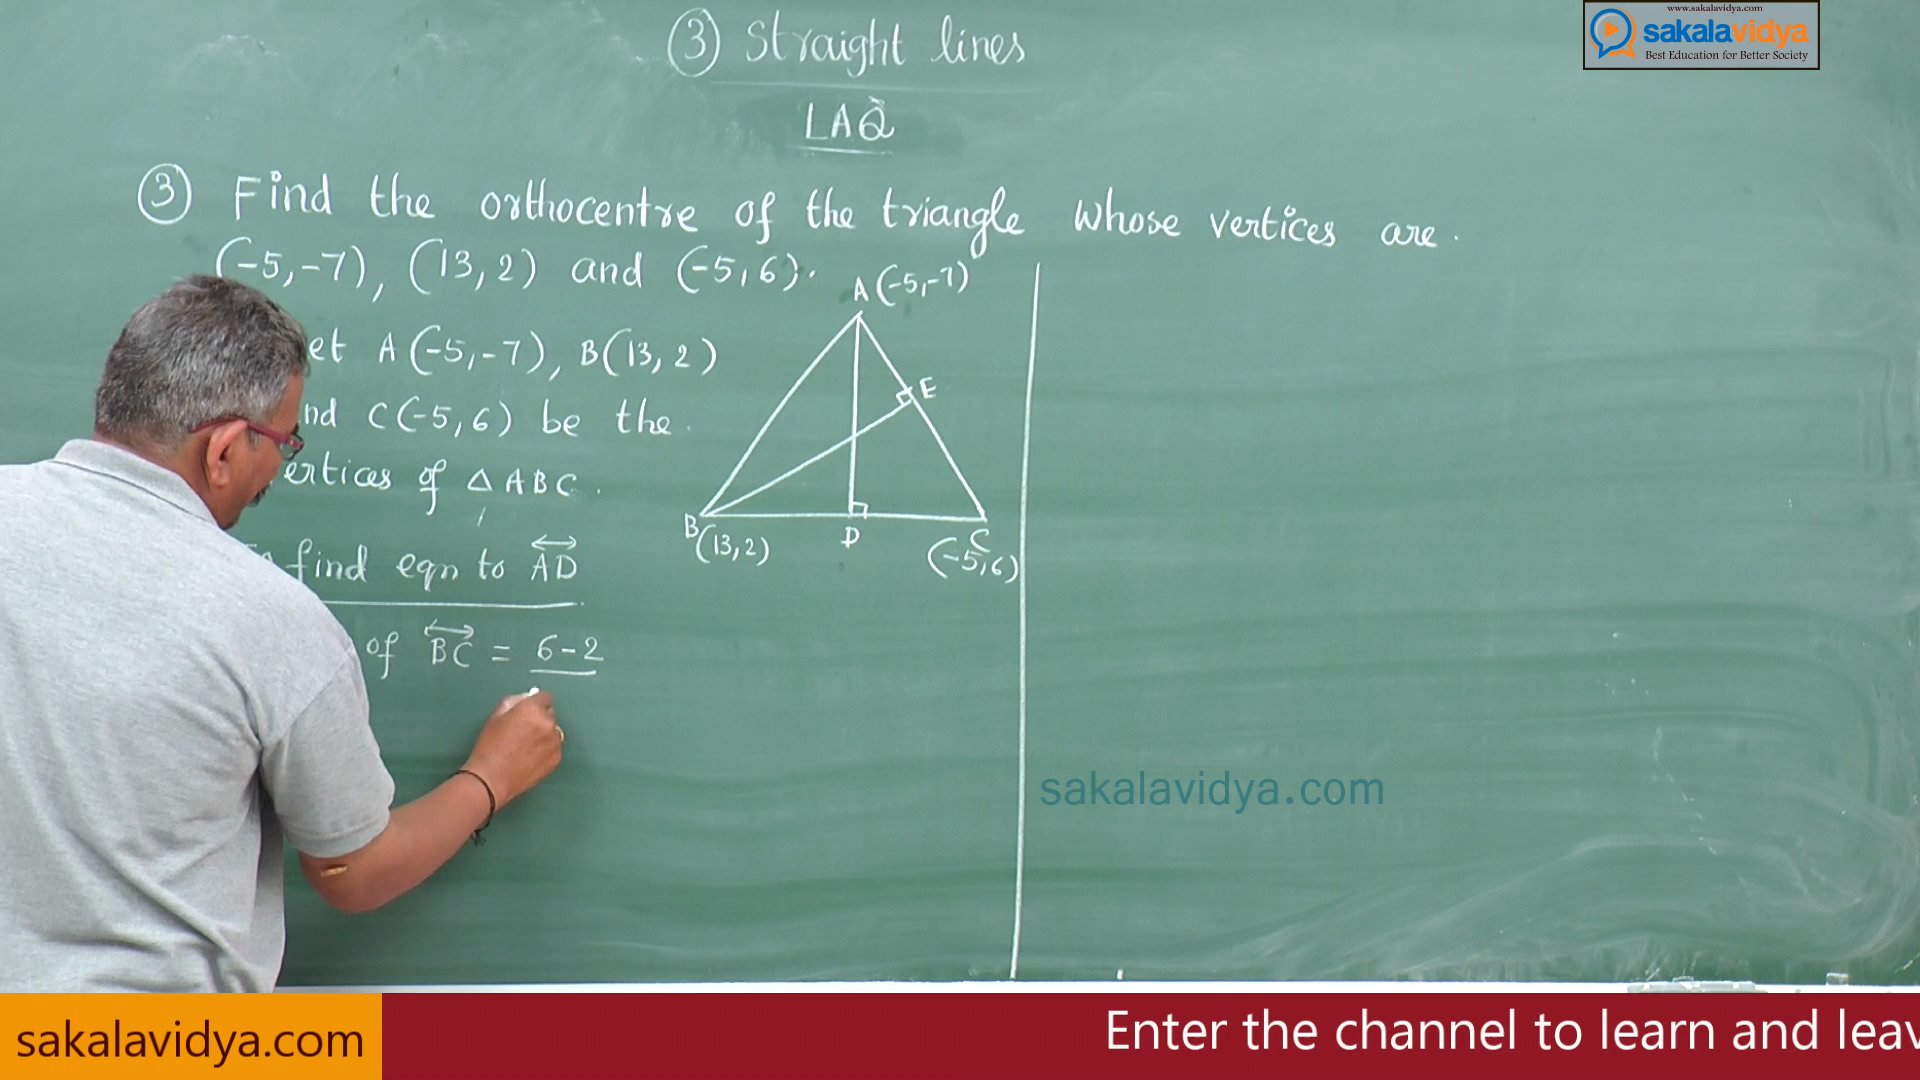 ③ Straight lines
LAQ
③ Find the orthocentre of the triangle whose vertices are.
(-5,-7), (13,2) and (-5,6).
et A(-5,-7), B(13,2)
nd C(-5,6) be the.
ertices of △ABC.
find eqn to AD
of BC = 6-2
A(-5,-7)
E
B(13,2)
D
C(-5,6)
www.sakalavidya.com
sakalavidya
Best Education for Better Society
sakalavidya.com
sakalavidya.com
Enter the channel to learn and leav